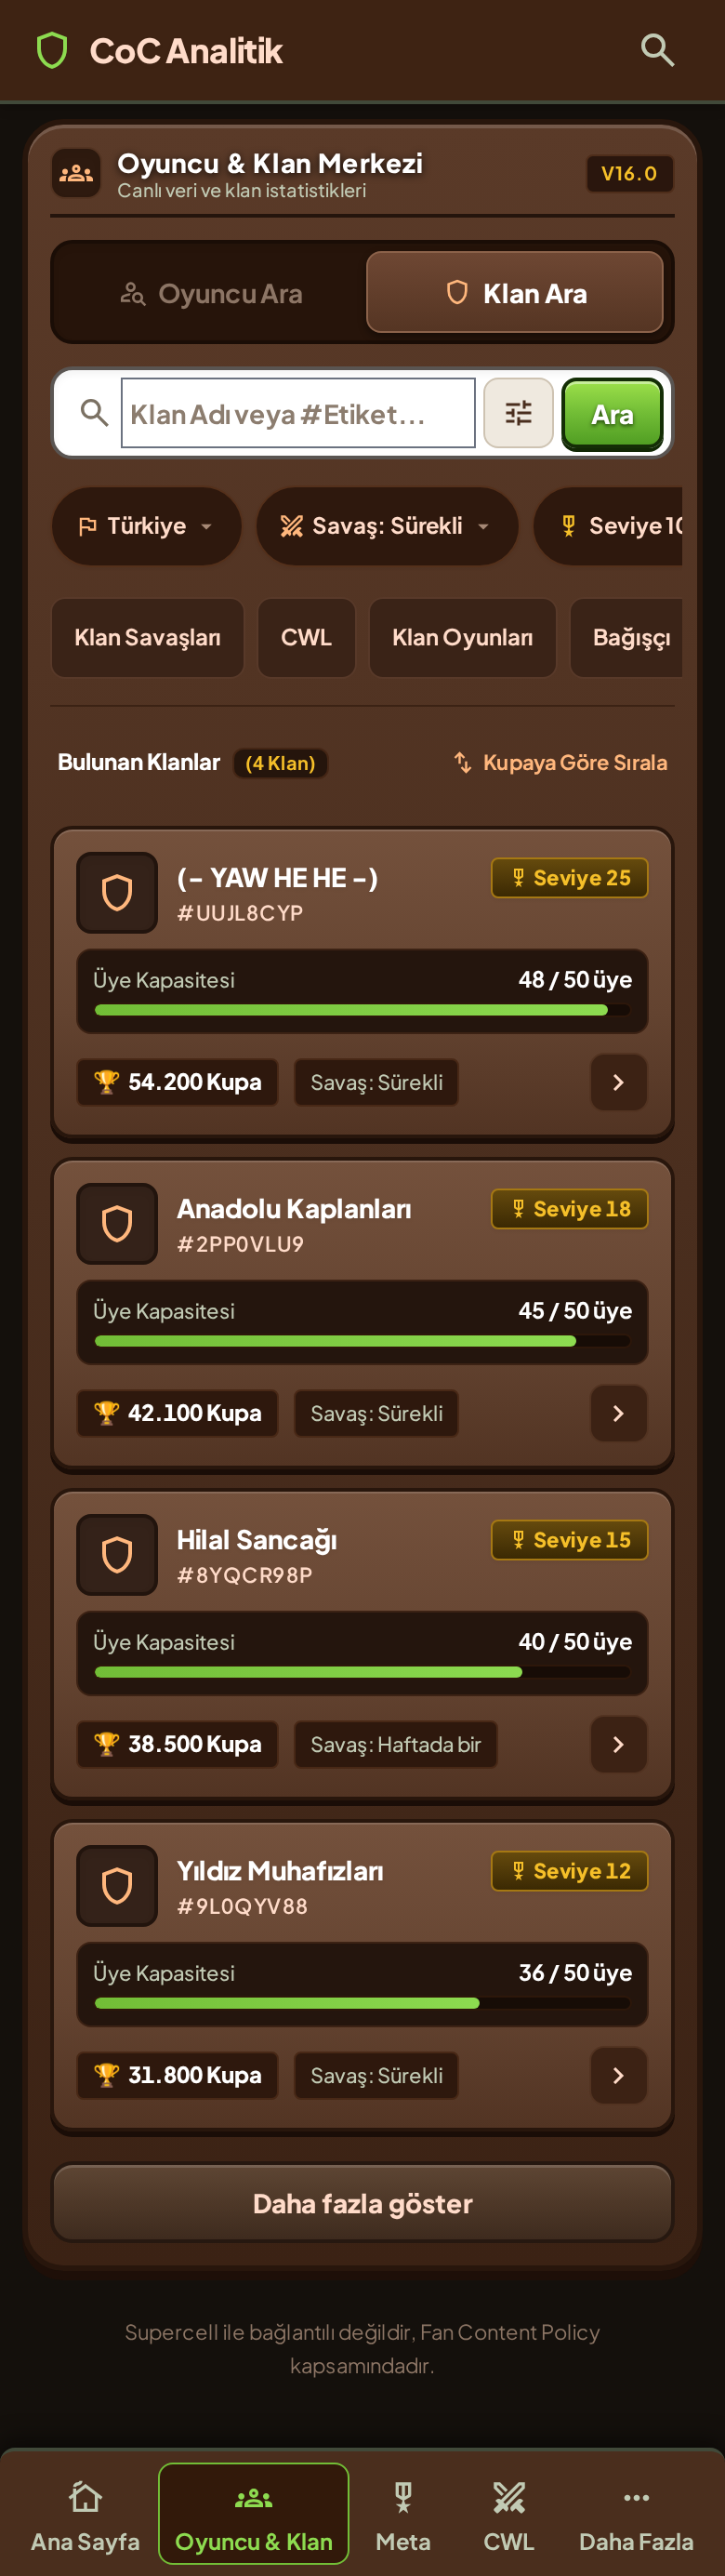 CoC Analitik
Oyuncu & Klan Merkezi
Canlı veri ve klan istatistikleri
V16.0
Oyuncu Ara
Klan Ara
Klan Adı veya #Etiket...
Ara
Türkiye
Savaş: Sürekli
Seviye 10
Klan Savaşları
CWL
Klan Oyunları
Bağışçı
Bulunan Klanlar
(4 Klan)
Kupaya Göre Sırala
(- YAW HE HE -)
Seviye 25
#UUJL8CYP
Üye Kapasitesi
48 / 50 üye
54.200 Kupa
Savaş: Sürekli
Anadolu Kaplanları
Seviye 18
#2PP0VLU9
Üye Kapasitesi
45 / 50 üye
42.100 Kupa
Savaş: Sürekli
Hilal Sancağı
Seviye 15
#8YQCR98P
Üye Kapasitesi
40 / 50 üye
38.500 Kupa
Savaş: Haftada bir
Yıldız Muhafızları
Seviye 12
#9L0QYV88
Üye Kapasitesi
36 / 50 üye
31.800 Kupa
Savaş: Sürekli
Daha fazla göster
Supercell ile bağlantılı değildir, Fan Content Policy
kapsamındadır.
Ana Sayfa
Oyuncu & Klan
Meta
CWL
Daha Fazla